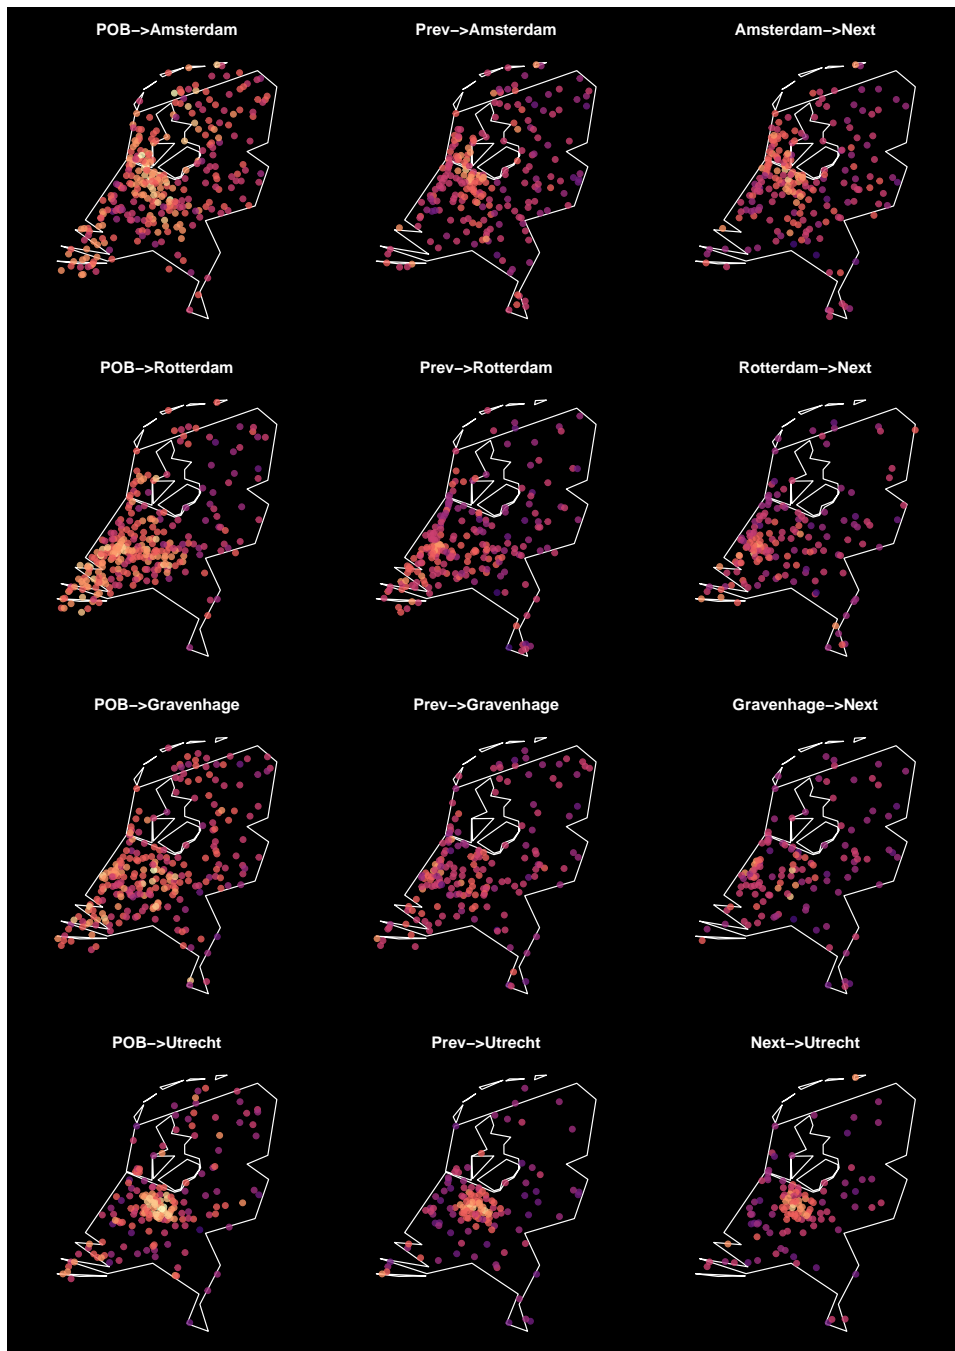 POB–>Amsterdam Prev–>Amsterdam Amsterdam–>Next
POB–>Rotterdam Prev–>Rotterdam Rotterdam–>Next
POB–>Gravenhage Prev–>Gravenhage Gravenhage–>Next
POB–>Utrecht Prev–>Utrecht Next–>Utrecht